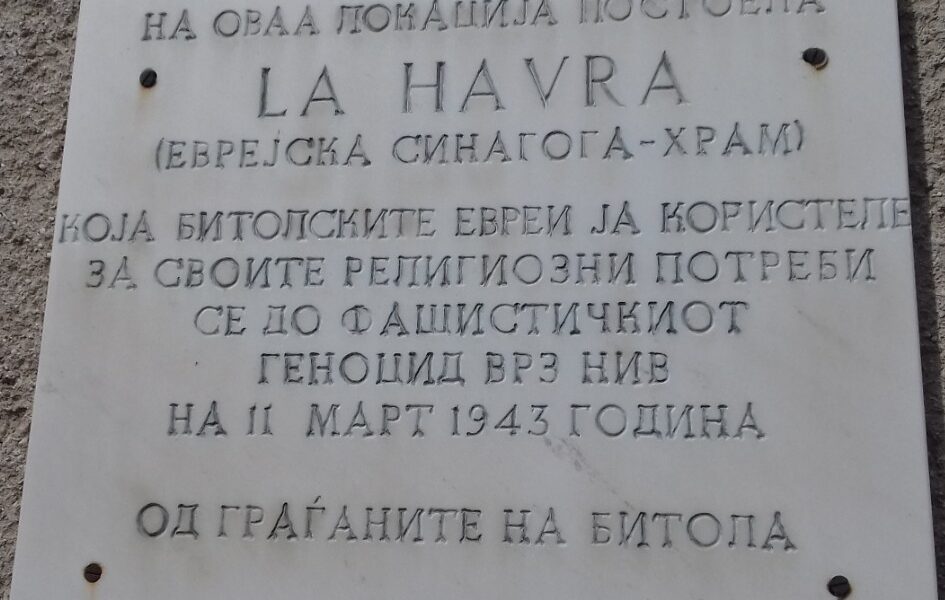 НА ОВАА ЛОКАЦИЈА ПОСТОЕЛА
LA HAVRA
(ЕВРЕЈСКА СИНАГОГА-ХРАМ)
КОЈА БИТОЛСКИТЕ ЕВРЕИ ЈА КОРИСТЕЛЕ
ЗА СВОИТЕ РЕЛИГИОЗНИ ПОТРЕБИ
СЕ ДО ФАШИСТИЧКИОТ
ГЕНОЦИД ВРЗ НИВ
НА 11 МАРТ 1943 ГОДИНА
ОД ГРАЃАНИТЕ НА БИТОЛА